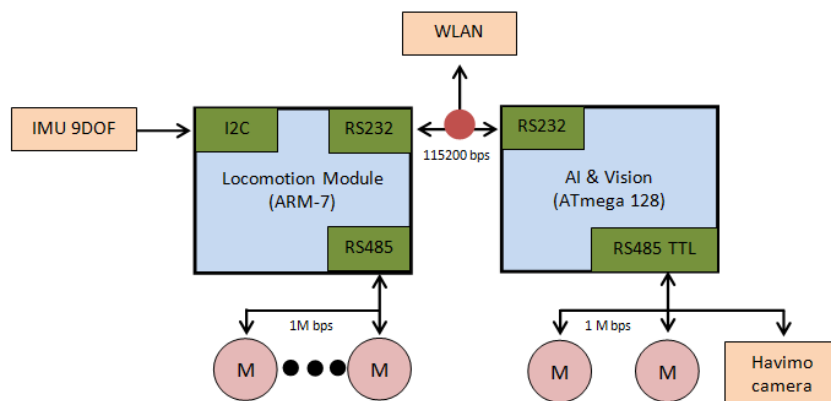 WLAN
IMU 9DOF
I2C
RS232
RS232
115200 bps
Locomotion Module
(ARM-7)
AI & Vision
(ATmega 128)
RS485
RS485 TTL
1M bps
1 M bps
M
M
M
M
Havimo
camera